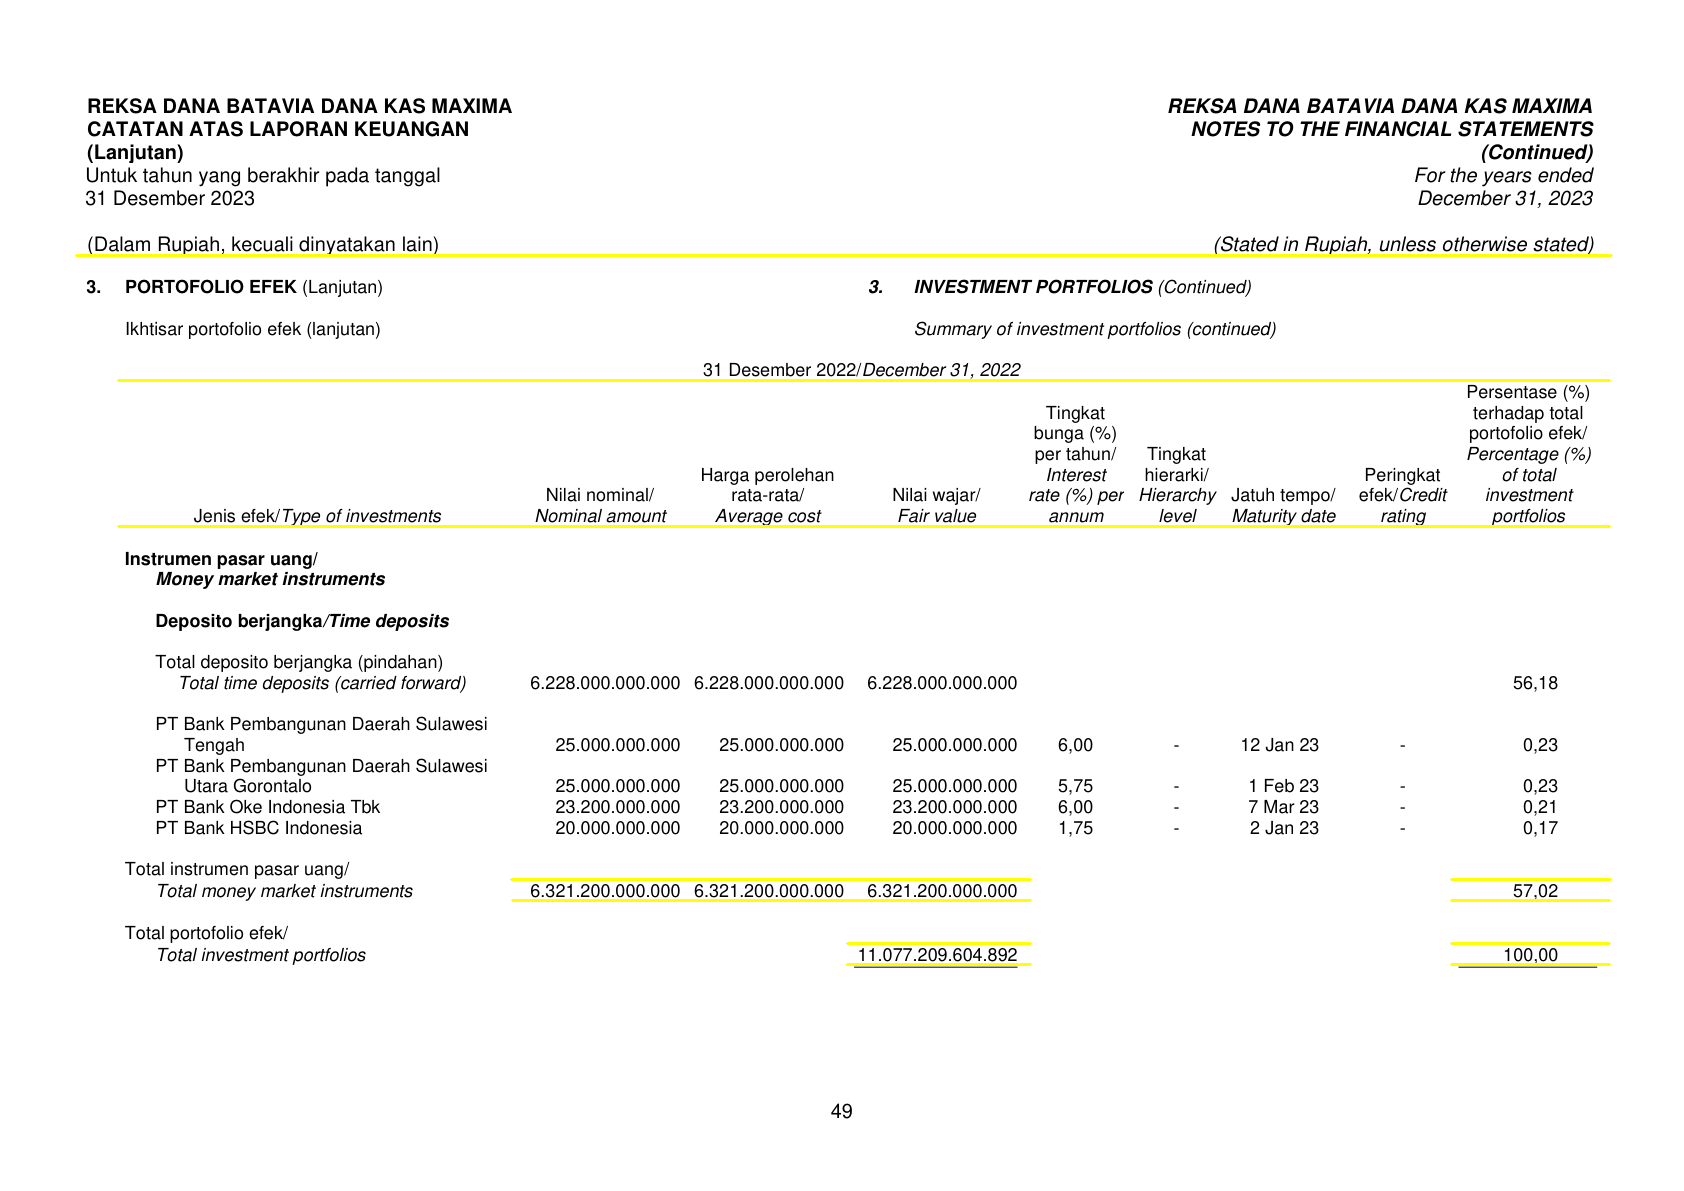 REKSA DANA BATAVIA DANA KAS MAXIMA
CATATAN ATAS LAPORAN KEUANGAN
(Lanjutan)
Untuk tahun yang berakhir pada tanggal
31 Desember 2023
(Dalam Rupiah, kecuali dinyatakan lain)
REKSA DANA BATAVIA DANA KAS MAXIMA
NOTES TO THE FINANCIAL STATEMENTS
(Continued)
For the years ended
December 31, 2023
(Stated in Rupiah, unless otherwise stated)
3. PORTOFOLIO EFEK (Lanjutan)
3. INVESTMENT PORTFOLIOS (Continued)
Ikhtisar portofolio efek (lanjutan)
Summary of investment portfolios (continued)
31 Desember 2022/December 31, 2022
Jenis efek/Type of investments
Nilai nominal/
Nominal amount
Harga perolehan
rata-rata/
Average cost
Nilai wajar/
Fair value
Tingkat
bunga (%)
per tahun/
Interest
rate (%) per
annum
Tingkat
hierarki/
Hierarchy
level
Jatuh tempo/
Maturity date
Peringkat
efek/Credit
rating
Persentase (%)
terhadap total
portofolio efek/
Percentage (%)
of total
investment
portfolios
Instrumen pasar uang/
Money market instruments
Deposito berjangka/Time deposits
Total deposito berjangka (pindahan)
Total time deposits (carried forward) 6.228.000.000.000 6.228.000.000.000 6.228.000.000.000 56,18
PT Bank Pembangunan Daerah Sulawesi
Tengah 25.000.000.000 25.000.000.000 25.000.000.000 6,00 - 12 Jan 23 - 0,23
PT Bank Pembangunan Daerah Sulawesi
Utara Gorontalo 25.000.000.000 25.000.000.000 25.000.000.000 5,75 - 1 Feb 23 - 0,23
PT Bank Oke Indonesia Tbk 23.200.000.000 23.200.000.000 23.200.000.000 6,00 - 7 Mar 23 - 0,21
PT Bank HSBC Indonesia 20.000.000.000 20.000.000.000 20.000.000.000 1,75 - 2 Jan 23 - 0,17
Total instrumen pasar uang/
Total money market instruments 6.321.200.000.000 6.321.200.000.000 6.321.200.000.000 57,02
Total portofolio efek/
Total investment portfolios 11.077.209.604.892 100,00
49